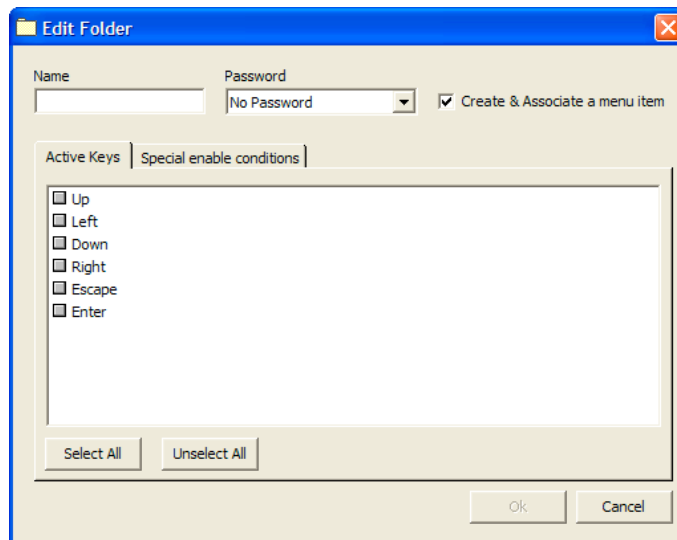 Edit Folder
Name
Password
No Password
Create & Associate a menu item
Active Keys
Special enable conditions
Up
Left
Down
Right
Escape
Enter
Select All
Unselect All
Ok
Cancel